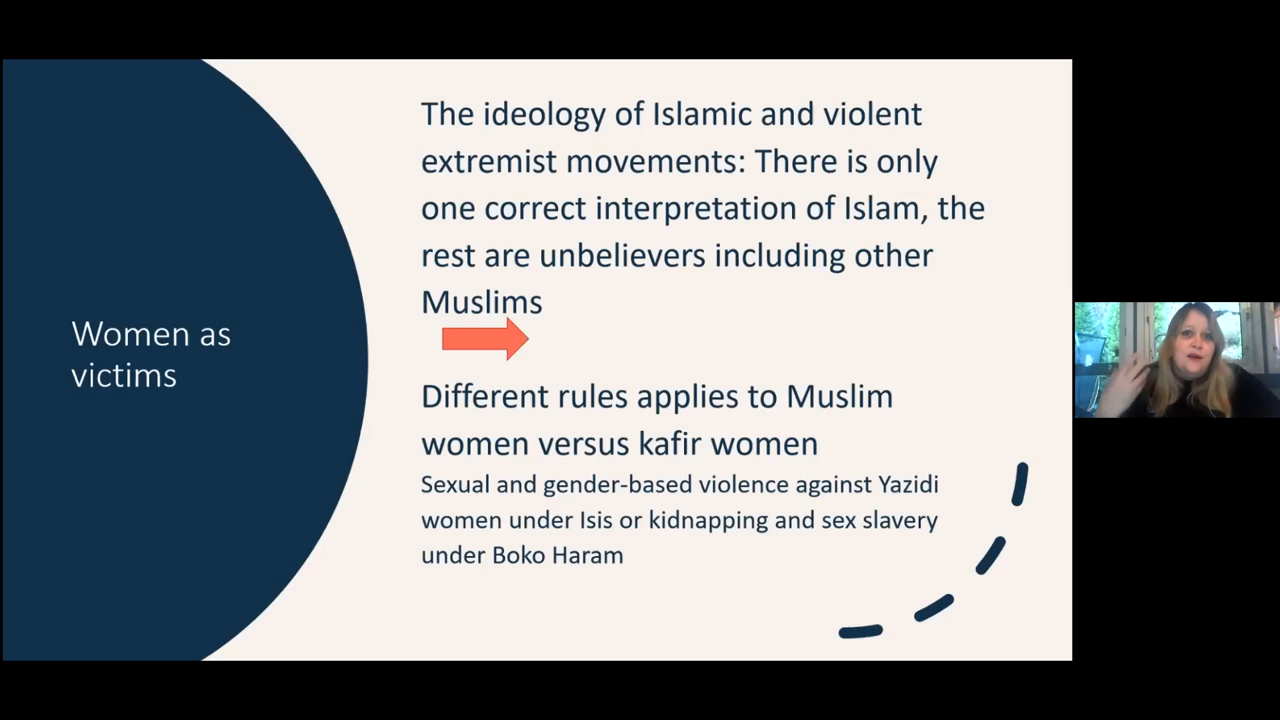 Women as
victims
The ideology of Islamic and violent
extremist movements: There is only
one correct interpretation of Islam, the
rest are unbelievers including other
Muslims
Different rules applies to Muslim
women versus kafir women
Sexual and gender-based violence against Yazidi
women under Isis or kidnapping and sex slavery
under Boko Haram